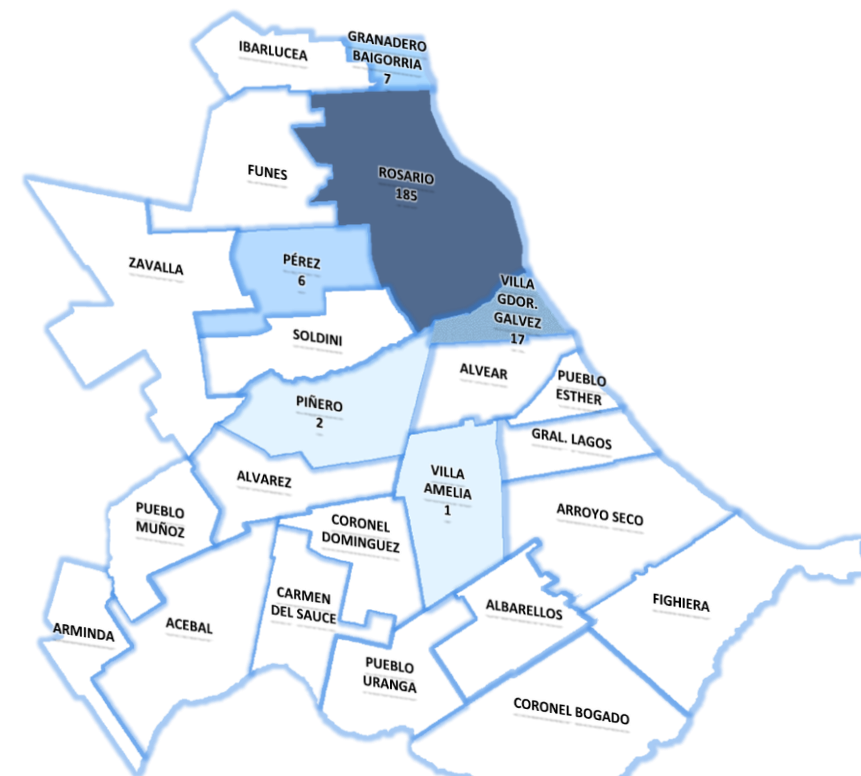 IBARLUCEA
GRANADERO
BAIGORRIA
7
FUNES
ROSARIO
185
ZAVALLA
PÉREZ
6
VILLA
GDOR.
GALVEZ
17
SOLDINI
ALVEAR
PUEBLO
ESTHER
PIÑERO
2
GRAL. LAGOS
ALVAREZ
VILLA
AMELIA
1
PUEBLO
MUÑOZ
CORONEL
DOMINGUEZ
ARROYO SECO
CARMEN
DEL SAUCE
ALBARELLOS
FIGHIERA
ARMINDA
ACEBAL
PUEBLO
URANGA
CORONEL BOGADO